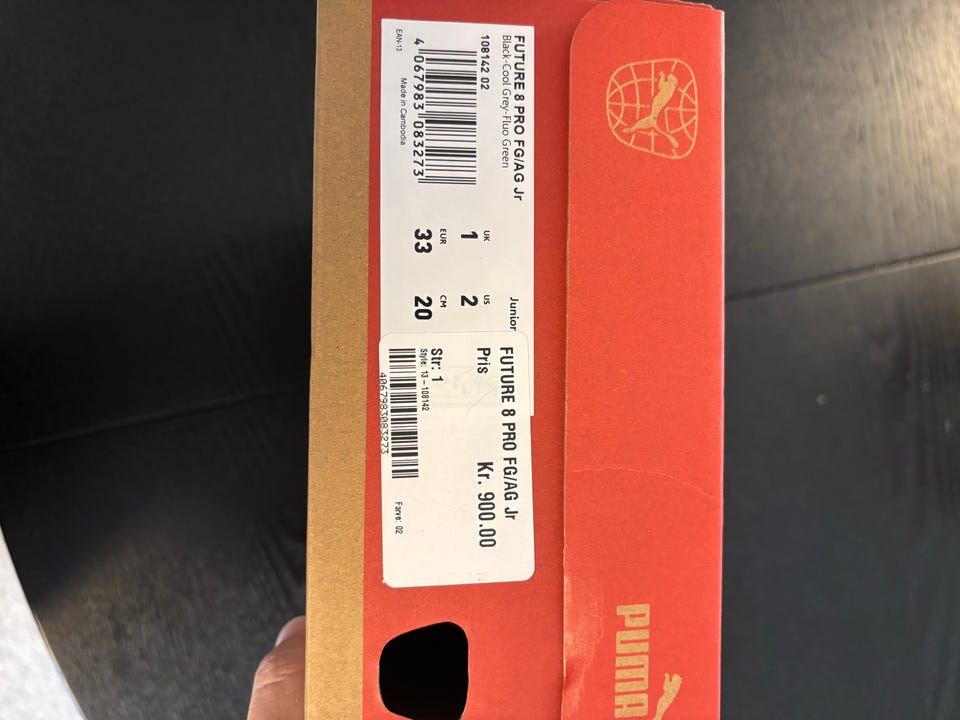 FUTURE 8 PRO FG/AG Jr
Black-Cool Grey-Fluo Green
108142 02
4 067983 083273
EAN-13
Made in Cambodia
Junior
UK
1
US
2
EUR
33
CM
20
FUTURE 8 PRO FG/AG Jr
Pris Kr. 900.00
Str: 1
Style: 13-108142
4067983083273
Farve: 02
PUMA